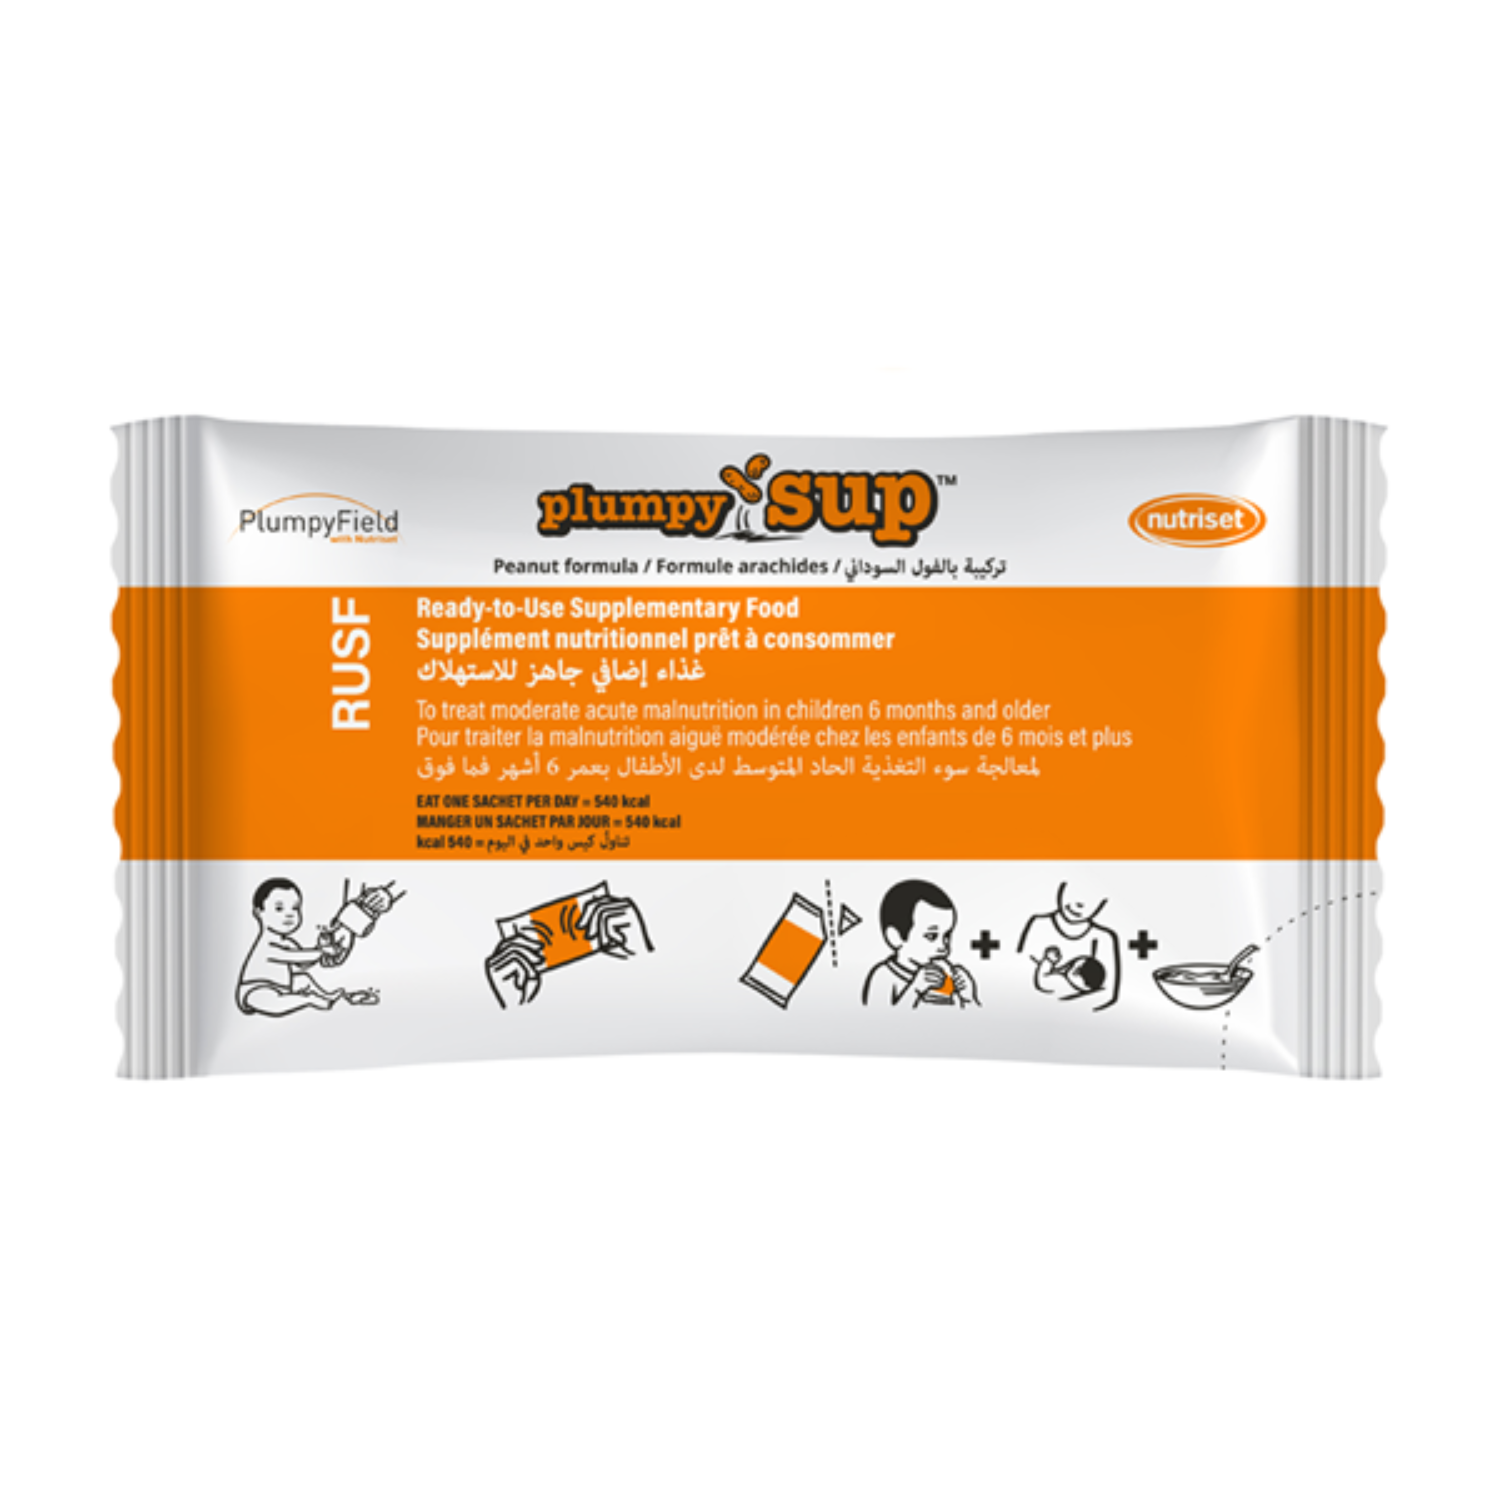 PlumpyField
with Nutriset
plumpy'sup™
nutriset
Peanut formula / Formule arachides / تركيبة بالفول السوداني
RUSF
Ready-to-Use Supplementary Food
Supplément nutritionnel prêt à consommer
غذاء إضافي جاهز للاستهلاك
To treat moderate acute malnutrition in children 6 months and older
Pour traiter la malnutrition aiguë modérée chez les enfants de 6 mois et plus
لمعالجة سوء التغذية الحاد المتوسط لدى الأطفال بعمر 6 أشهر فما فوق
EAT ONE SACHET PER DAY = 540 kcal
MANGER UN SACHET PAR JOUR = 540 kcal
تناول كيس واحد في اليوم = 540 kcal